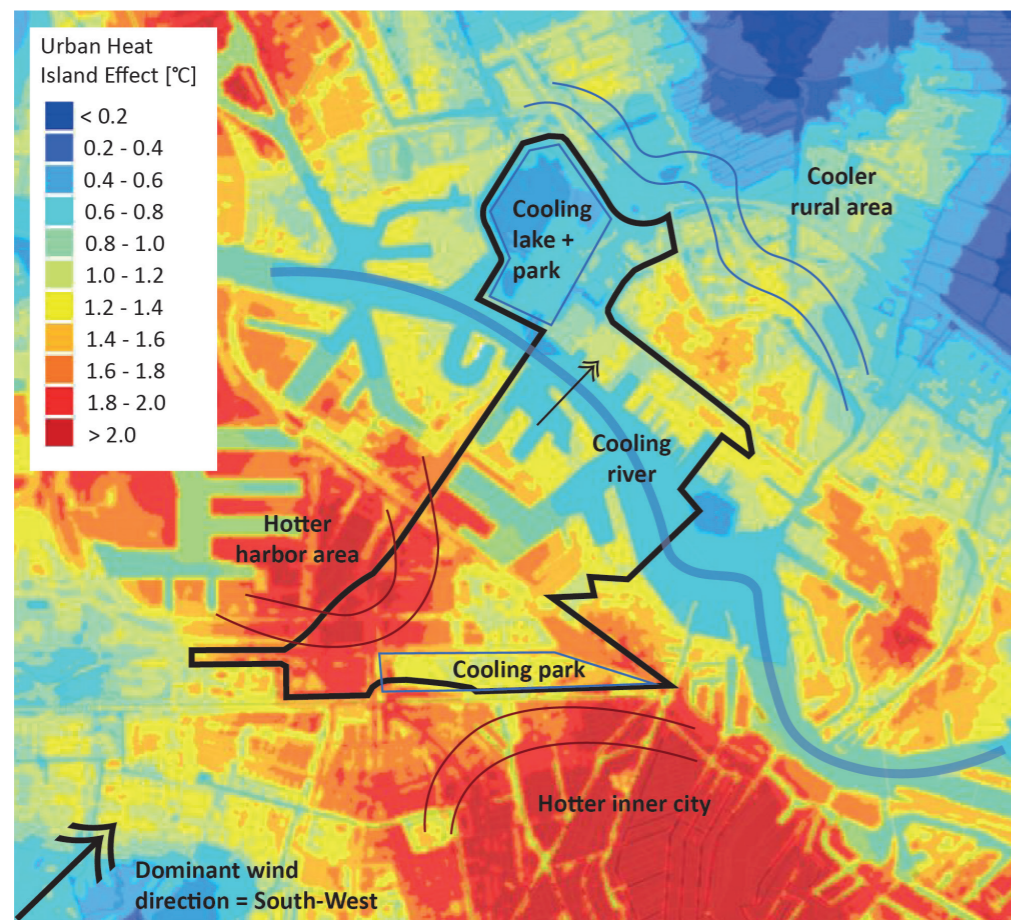 Urban Heat
Island Effect [°C]
< 0.2
0.2 - 0.4
0.4 - 0.6
0.6 - 0.8
0.8 - 1.0
1.0 - 1.2
1.2 - 1.4
1.4 - 1.6
1.6 - 1.8
1.8 - 2.0
> 2.0
Cooling
lake +
park
Cooler
rural area
Cooling
river
Hotter
harbor area
Cooling park
Hotter inner city
Dominant wind
direction = South-West